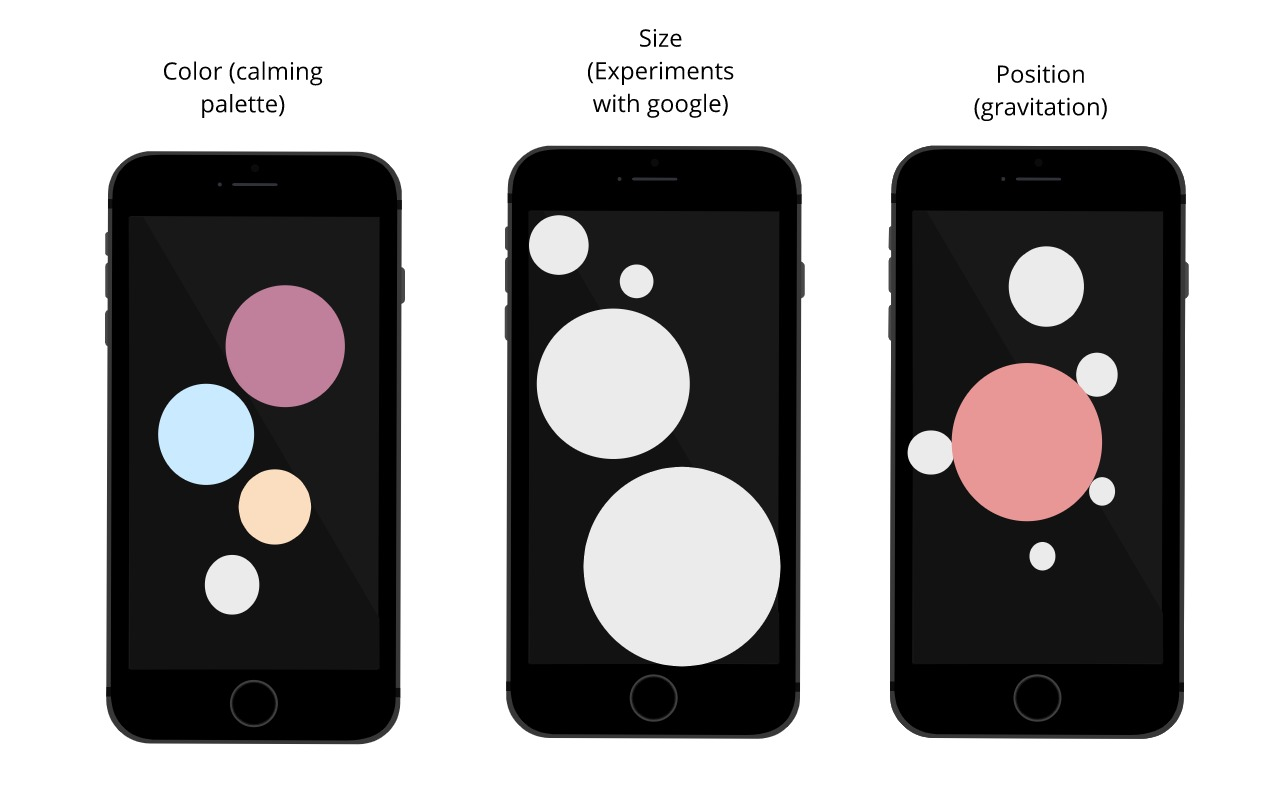 Color (calming
palette)
Size
(Experiments
with google)
Position
(gravitation)